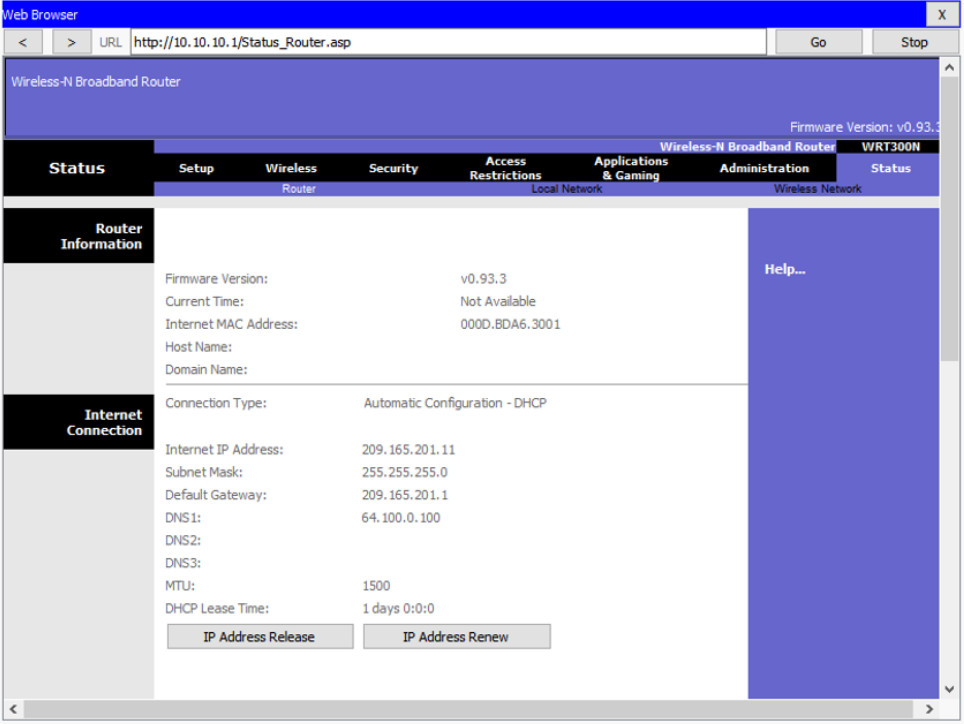 Web Browser X
< > URL http://10.10.10.1/Status_Router.asp Go Stop
Wireless-N Broadband Router
Firmware Version: v0.93.3
Wireless-N Broadband Router WRT300N
Status Setup Wireless Security Access Restrictions Applications & Gaming Administration Status
Router Local Network Wireless Network
Router Information
Help...
Firmware Version: v0.93.3
Current Time: Not Available
Internet MAC Address: 000D.BDA6.3001
Host Name:
Domain Name:
Internet Connection
Connection Type: Automatic Configuration - DHCP
Internet IP Address: 209.165.201.11
Subnet Mask: 255.255.255.0
Default Gateway: 209.165.201.1
DNS1: 64.100.0.100
DNS2:
DNS3:
MTU: 1500
DHCP Lease Time: 1 days 0:0:0
IP Address Release IP Address Renew